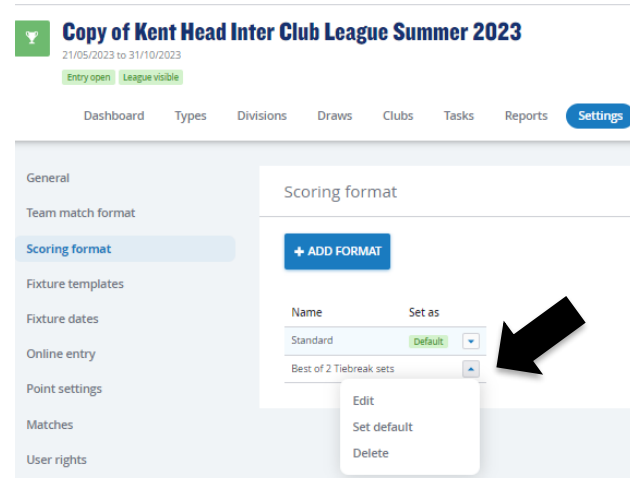 Copy of Kent Head Inter Club League Summer 2023
21/05/2023 to 31/10/2023
Entry open League visible
Dashboard Types Divisions Draws Clubs Tasks Reports Settings
General
Team match format
Scoring format
Fixture templates
Fixture dates
Online entry
Point settings
Matches
User rights
Scoring format
+ ADD FORMAT
Name Set as
Standard Default
Best of 2 Tiebreak sets
Edit
Set default
Delete